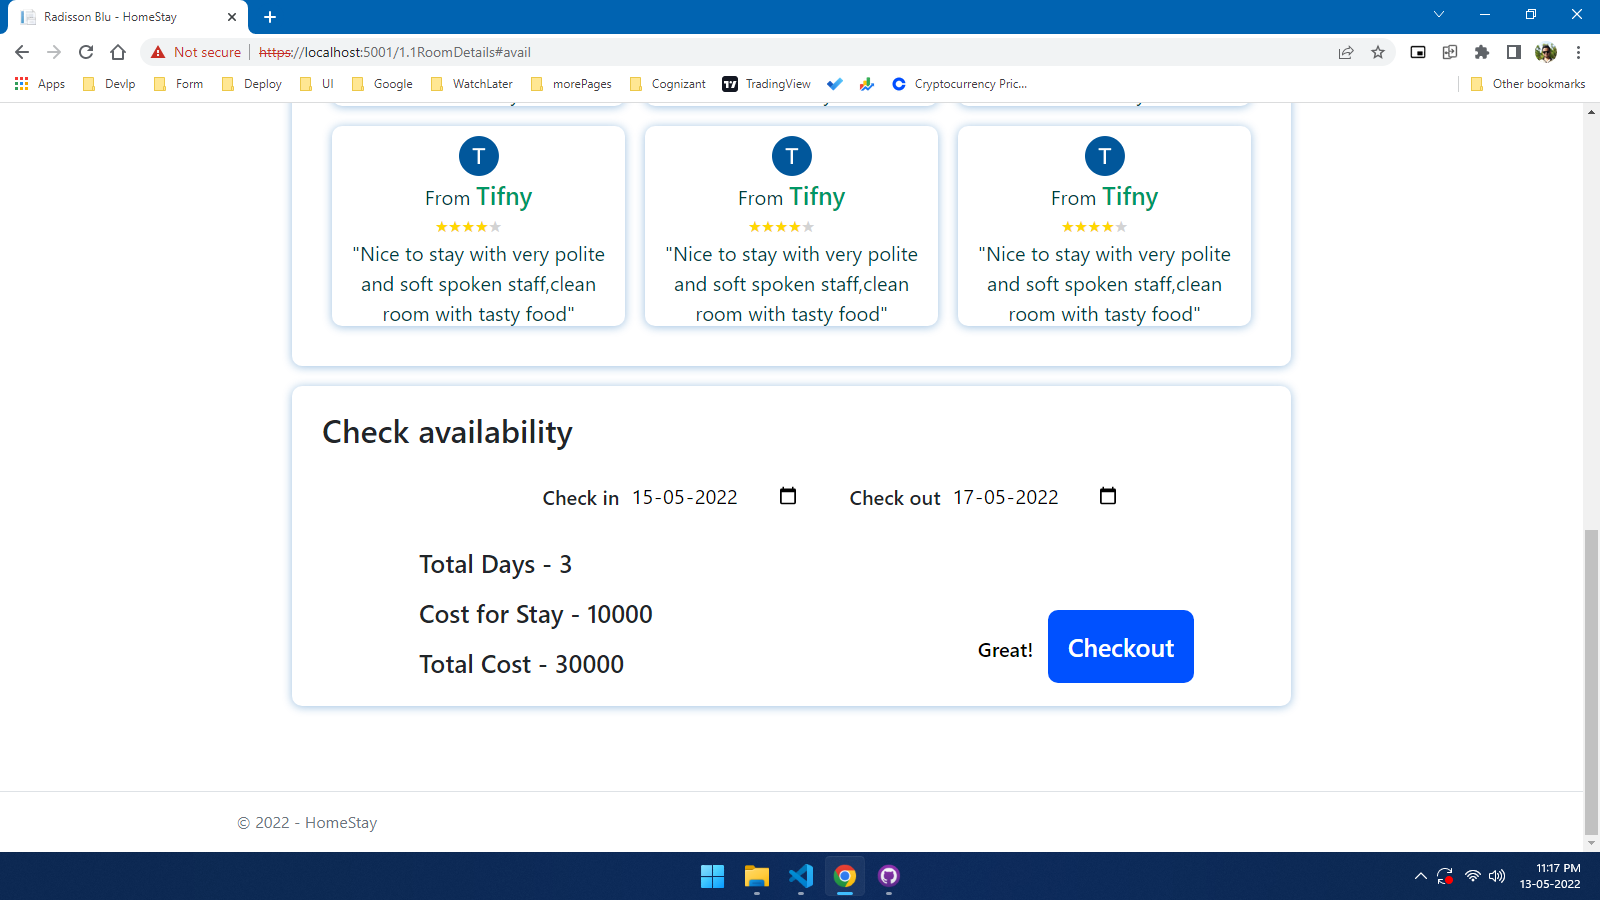 Radisson Blu - HomeStay
Not secure https://localhost:5001/1.1RoomDetails#avail
Apps Devlp Form Deploy UI Google WatchLater morePages Cognizant TradingView Cryptocurrency Pric... Other bookmarks
T T T
From Tifny From Tifny From Tifny
"Nice to stay with very polite "Nice to stay with very polite "Nice to stay with very polite
and soft spoken staff,clean and soft spoken staff,clean and soft spoken staff,clean
room with tasty food" room with tasty food" room with tasty food"
Check availability
Check in 15-05-2022 Check out 17-05-2022
Total Days - 3
Cost for Stay - 10000
Total Cost - 30000
Great! Checkout
© 2022 - HomeStay
11:17 PM
13-05-2022